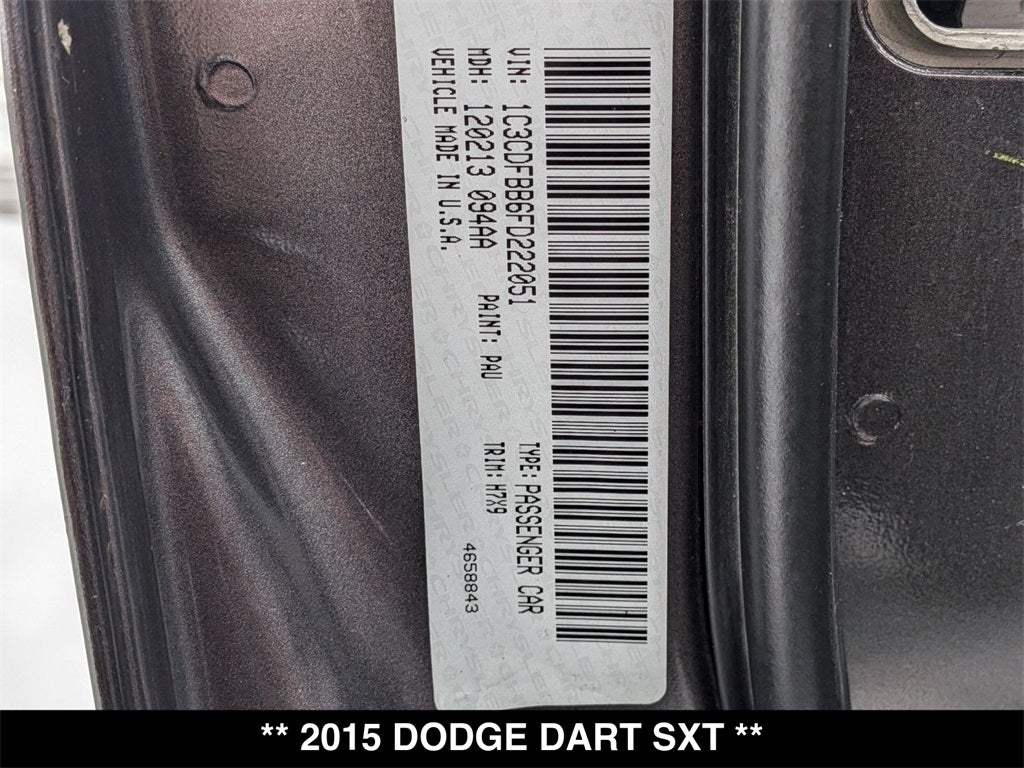 VIN: 1C3CDFBB6FD222051
TYPE: PASSENGER CAR
MDH: 120213 094AA PAINT: PAU TRIM: H7X9
VEHICLE MADE IN U.S.A.
4658843
CHRYSLER
** 2015 DODGE DART SXT **